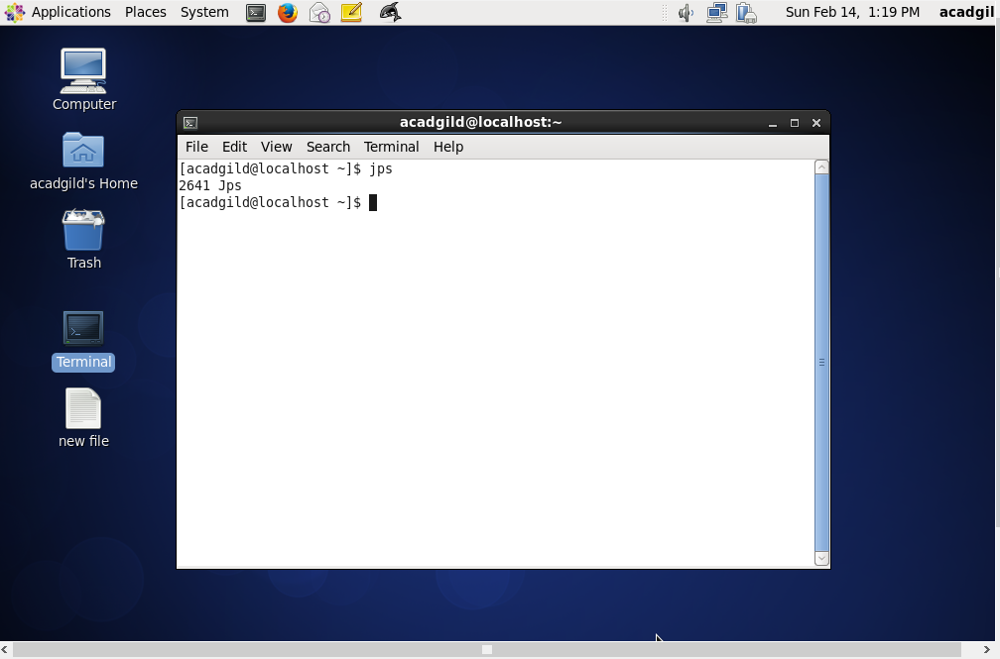 Applications Places System Sun Feb 14, 1:19 PM acadgil
Computer
acadgild's Home
Trash
Terminal
new file
acadgild@localhost:~
File Edit View Search Terminal Help
[acadgild@localhost ~]$ jps
2641 Jps
[acadgild@localhost ~]$